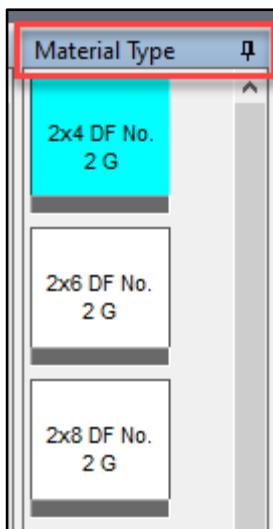 Material Type
2x4 DF No.
2 G
2x6 DF No.
2 G
2x8 DF No.
2 G